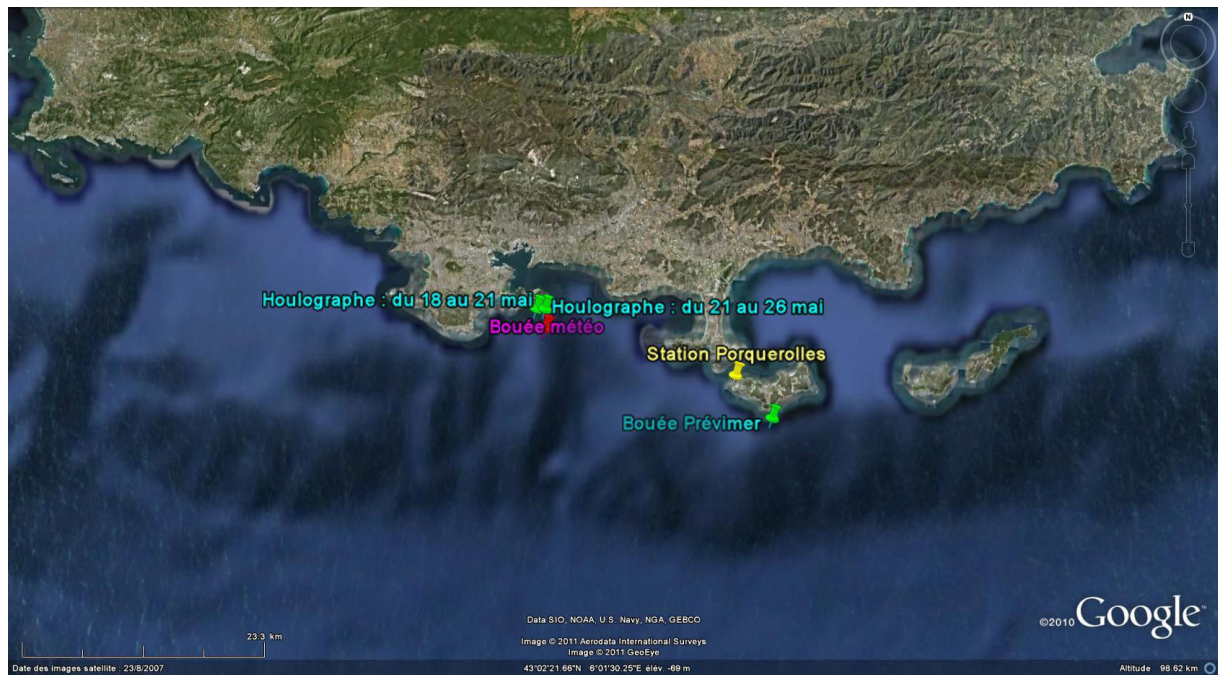 N
Houlographe : du 18 au 21 mai
Houlographe : du 21 au 26 mai
Bouée météo
Station Porquerolles
Bouée Prévimer
Data SIO, NOAA, U.S. Navy, NGA, GEBCO
©2010 Google™
23.3 km
Image © 2011 Aerodata International Surveys
Image © 2011 GeoEye
Date des images satellite : 23/8/2007
43°02'21.66"N 6°01'30.25"E élév. -69 m
Altitude 98.62 km